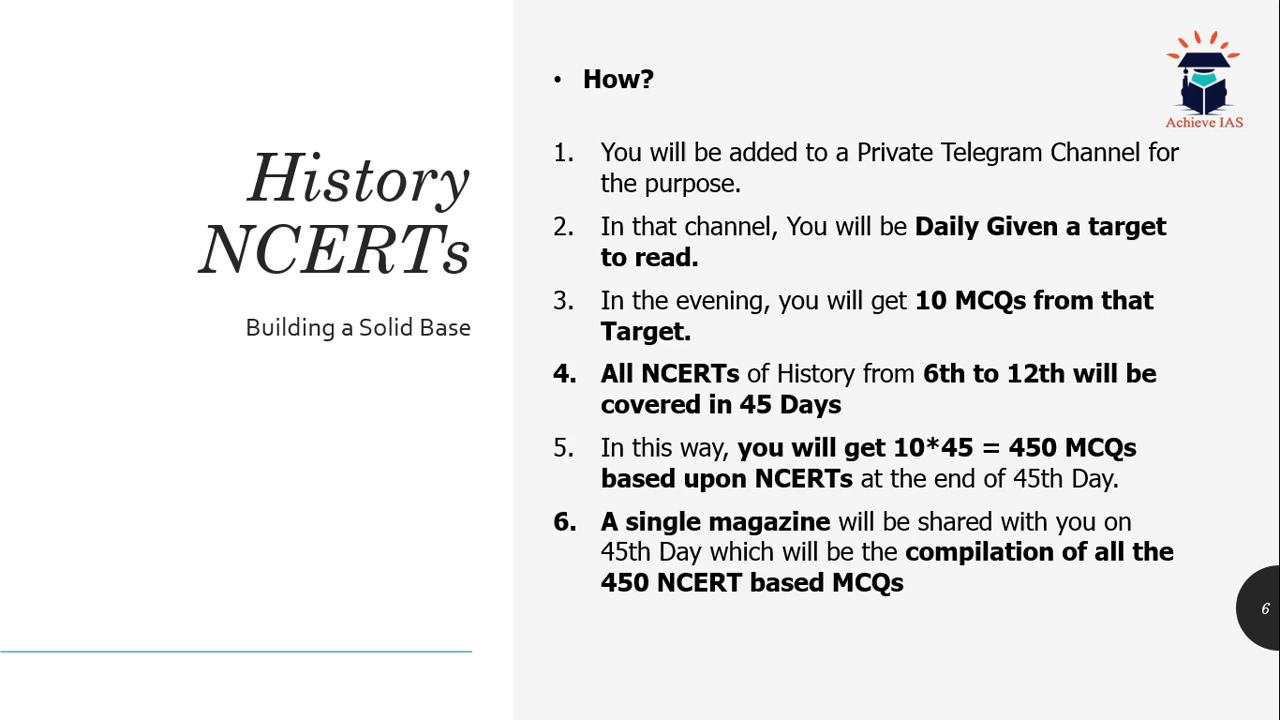 History
NCERTs
Building a Solid Base
• How?
1. You will be added to a Private Telegram Channel for
the purpose.
2. In that channel, You will be Daily Given a target
to read.
3. In the evening, you will get 10 MCQs from that
Target.
4. All NCERTs of History from 6th to 12th will be
covered in 45 Days
5. In this way, you will get 10*45 = 450 MCQs
based upon NCERTs at the end of 45th Day.
6. A single magazine will be shared with you on
45th Day which will be the compilation of all the
450 NCERT based MCQs
Achieve IAS
6